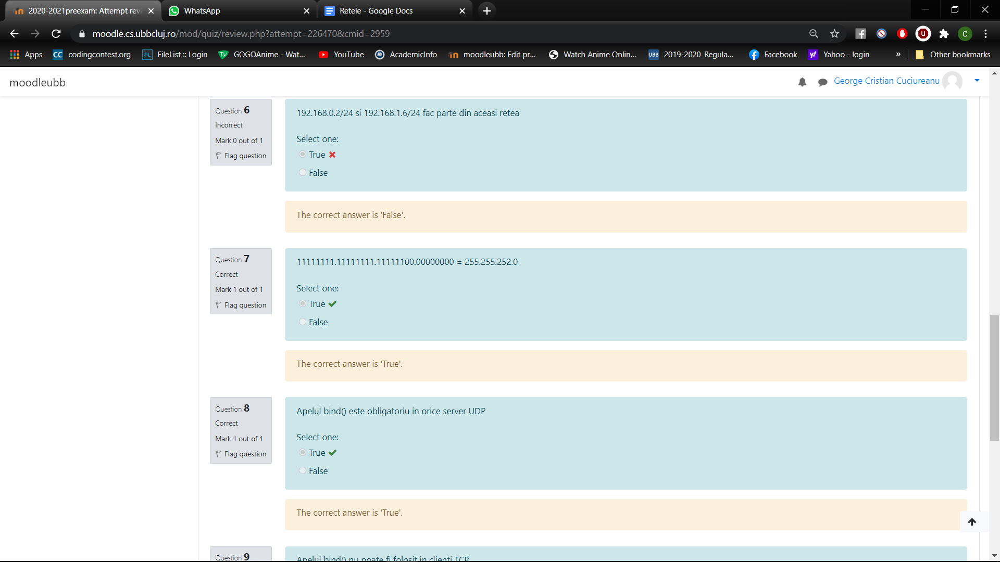 2020-2021preexam: Attempt revi
WhatsApp
Retele - Google Docs
moodle.cs.ubbcluj.ro/mod/quiz/review.php?attempt=226470&cmid=2959
C
Apps
CC codingcontest.org
FL FileList :: Login
GOGOAnime - Wat...
YouTube
AcademicInfo
moodleubb: Edit pr...
Watch Anime Onlin...
UBB 2019-2020_Regula...
Facebook
Yahoo - login
»
Other bookmarks
moodleubb
George Cristian Cuciureanu
Question 6
Incorrect
Mark 0 out of 1
Flag question
192.168.0.2/24 si 192.168.1.6/24 fac parte din aceasi retea
Select one:
True
False
The correct answer is 'False'.
Question 7
Correct
Mark 1 out of 1
Flag question
11111111.11111111.11111100.00000000 = 255.255.252.0
Select one:
True
False
The correct answer is 'True'.
Question 8
Correct
Mark 1 out of 1
Flag question
Apelul bind() este obligatoriu in orice server UDP
Select one:
True
False
The correct answer is 'True'.
Question 9
Apelul bind() nu poate fi folosit in clienti TCP